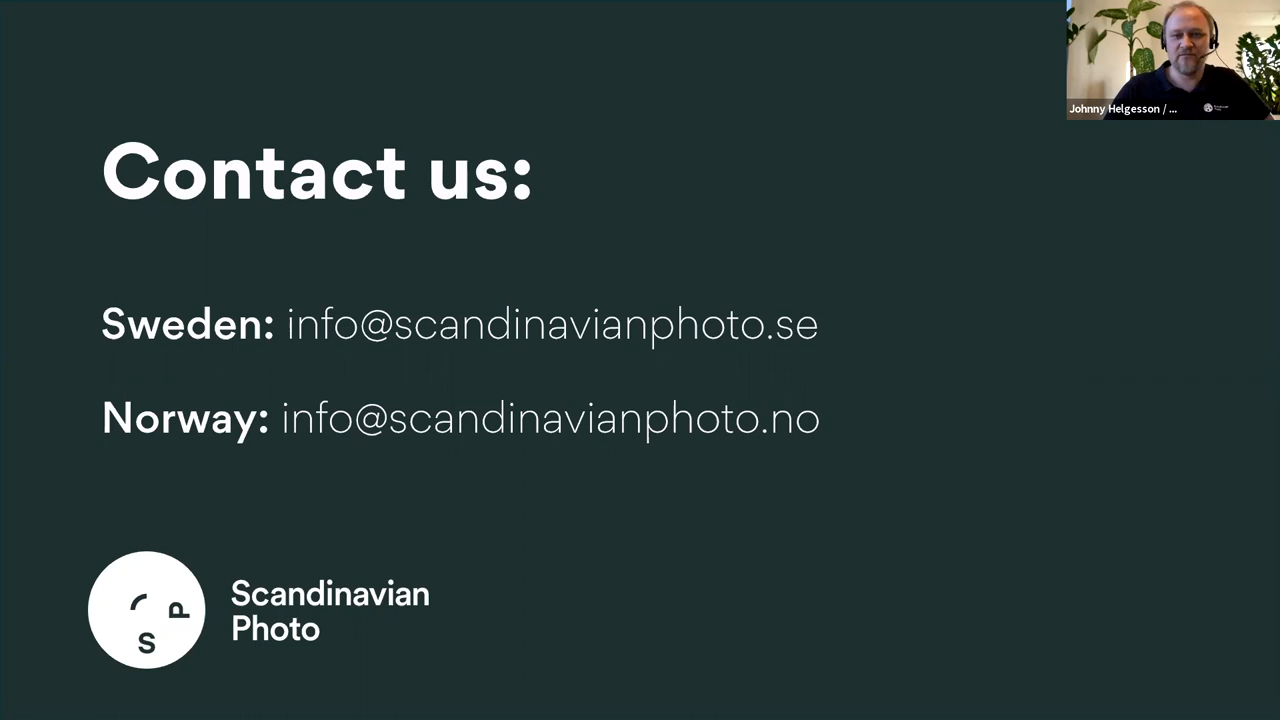 Johnny Helgesson / ...
Contact us:
Sweden: info@scandinavianphoto.se
Norway: info@scandinavianphoto.no
S P
Scandinavian
Photo